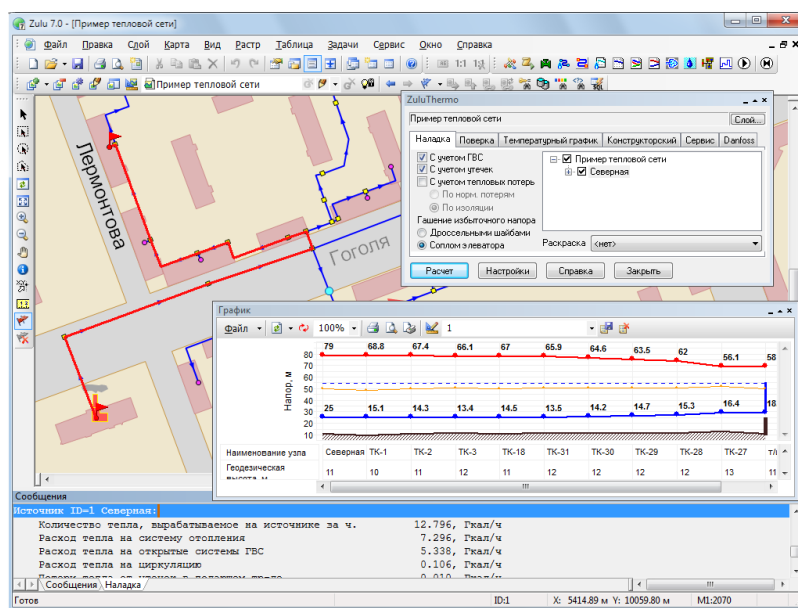 Zulu 7.0 - [Пример тепловой сети]
Файл Правка Слой Карта Вид Растр Таблица Задачи Сервис Окно Справка
1:1
Пример тепловой сети
ZuluThermo
Пример тепловой сети Слой...
Наладка Поверка Температурный график Конструкторский Сервис Danfoss
С учетом ГВС
С учетом утечек
С учетом тепловых потерь
По норм. потерям
По изоляции
Гашение избыточного напора
Дроссельными шайбами
Соплом элеватора
Пример тепловой сети
Северная
Раскраска <нет>
Расчет Настройки Справка Закрыть
Лермонтова
Гоголя
График
Файл 100% 1
79 68.8 67.4 66.1 67 65.9 64.6 63.5 62 56.1 58
80
70
60
50
40
30
20
10
Напор, м
25 15.1 14.3 13.4 14.5 13.5 14.2 14.7 15.3 16.4 18
Наименование узла Северная ТК-1 ТК-2 ТК-3 ТК-18 ТК-31 ТК-30 ТК-29 ТК-28 ТК-27
Геодезическая 11 10 11 12 11 12 12 12 12 13 11
высота, м
Сообщения
Источник ID=1 Северная:
Количество тепла, вырабатываемое на источнике за ч. 12.796, Гкал/ч
Расход тепла на систему отопления 7.296, Гкал/ч
Расход тепла на открытые системы ГВС 5.338, Гкал/ч
Расход тепла на циркуляцию 0.106, Гкал/ч
Сообщения Наладка
Готов ID:1 X: 5414.89 м Y: 10059.80 м М1:2070